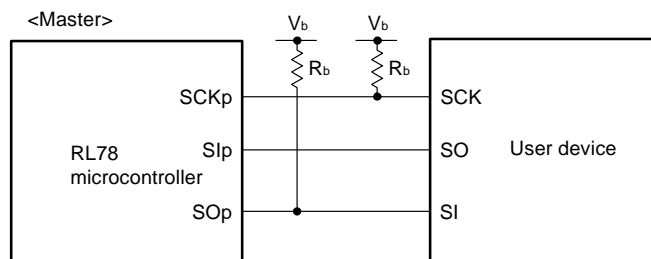 <Master>
Vb
Vb
Rb
Rb
SCKp
SCK
RL78
microcontroller
SIp
SO
User device
SOp
SI